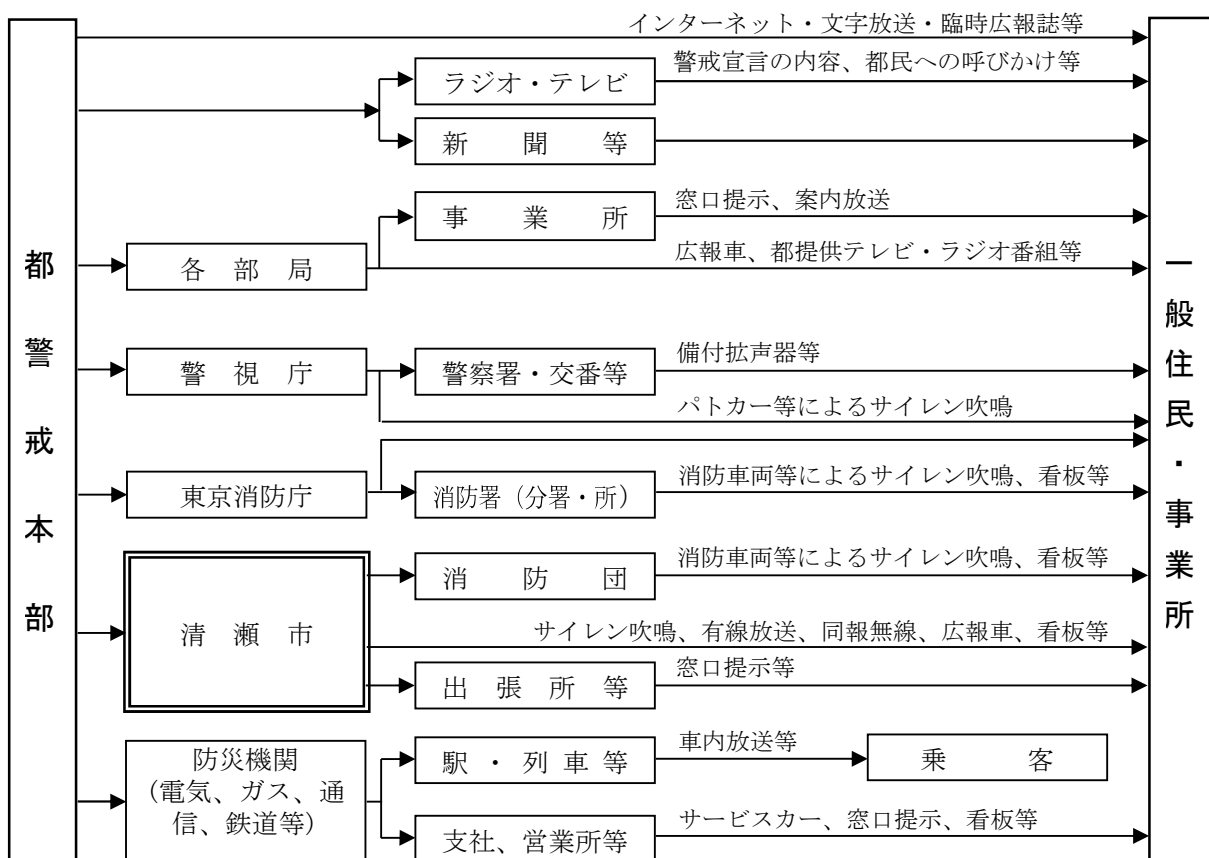 都警戒本部
インターネット・文字放送・臨時広報誌等
ラジオ・テレビ
警戒宣言の内容、都民への呼びかけ等
新聞等
事業所
窓口提示、案内放送
各部局
広報車、都提供テレビ・ラジオ番組等
警視庁
警察署・交番等
備付拡声器等
パトカー等によるサイレン吹鳴
東京消防庁
消防署（分署・所）
消防車両等によるサイレン吹鳴、看板等
清瀬市
消防団
消防車両等によるサイレン吹鳴、看板等
サイレン吹鳴、有線放送、同報無線、広報車、看板等
出張所等
窓口提示等
防災機関
(電気、ガス、通
信、鉄道等)
駅・列車等
車内放送等
乗客
支社、営業所等
サービスカー、窓口提示、看板等
一般住民・事業所